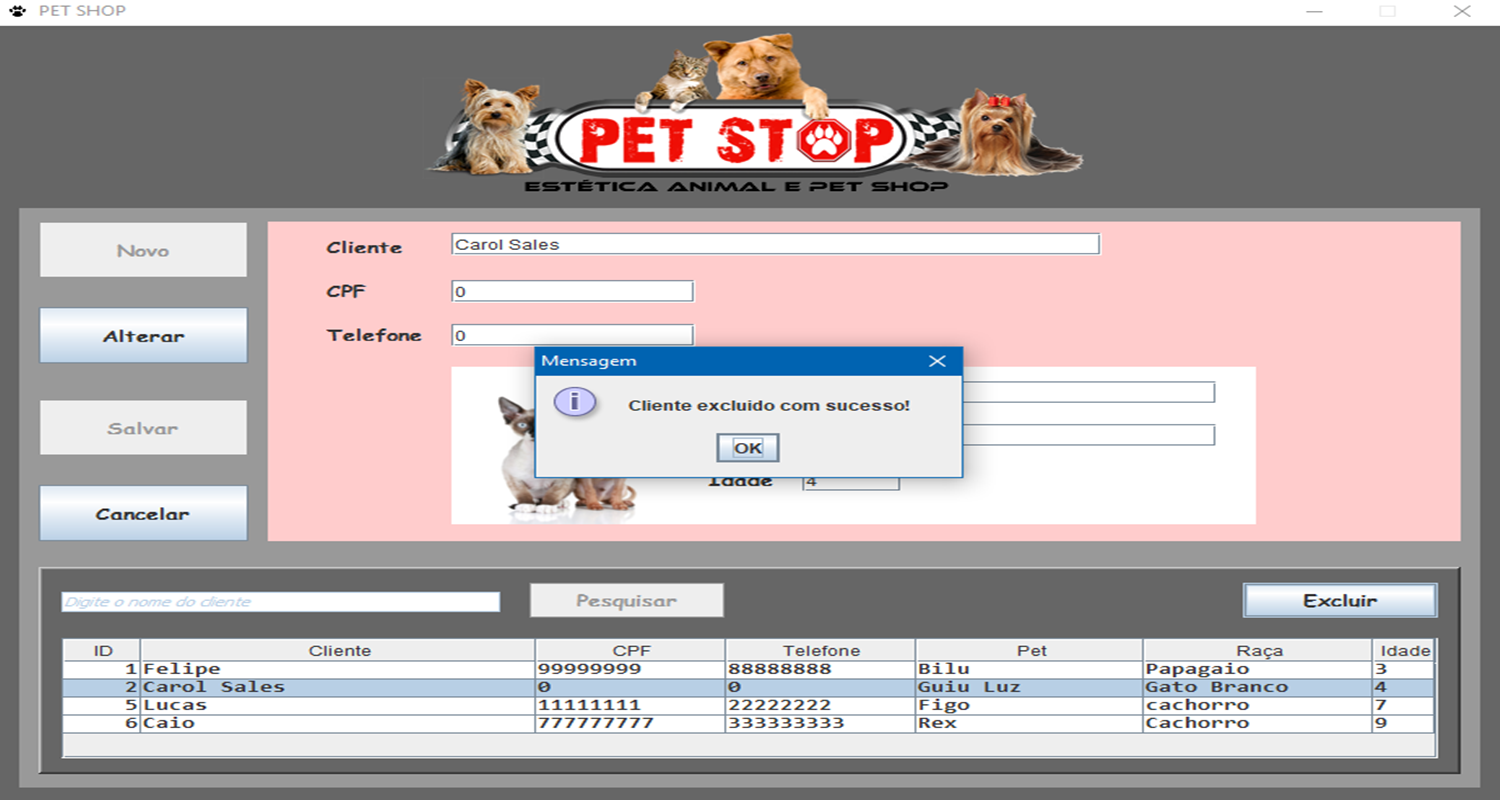 PET SHOP
PET STOP
ESTÉTICA ANIMAL E PET SHOP
Novo
Alterar
Salvar
Cancelar
Cliente Carol Sales
CPF 0
Telefone 0
Mensagem
Cliente excluido com sucesso!
OK
Idade 4
Digite o nome do cliente Pesquisar Excluir
ID Cliente CPF Telefone Pet Raça Idade
1 Felipe 99999999 88888888 Bilu Papagaio 3
2 Carol Sales 0 0 Guiu Luz Gato Branco 4
5 Lucas 11111111 22222222 Figo cachorro 7
6 Caio 777777777 333333333 Rex Cachorro 9